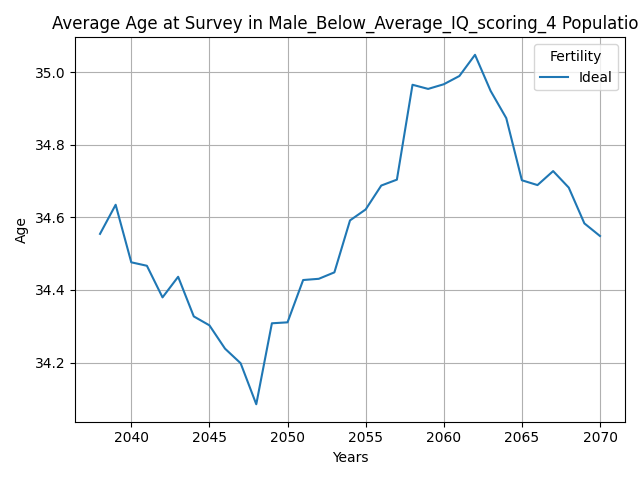 Average Age at Survey in Male_Below_Average_IQ_scoring_4 Populatio
Fertility
Ideal
35.0
34.8
34.6
34.4
34.2
Age
2040 2045 2050 2055 2060 2065 2070
Years